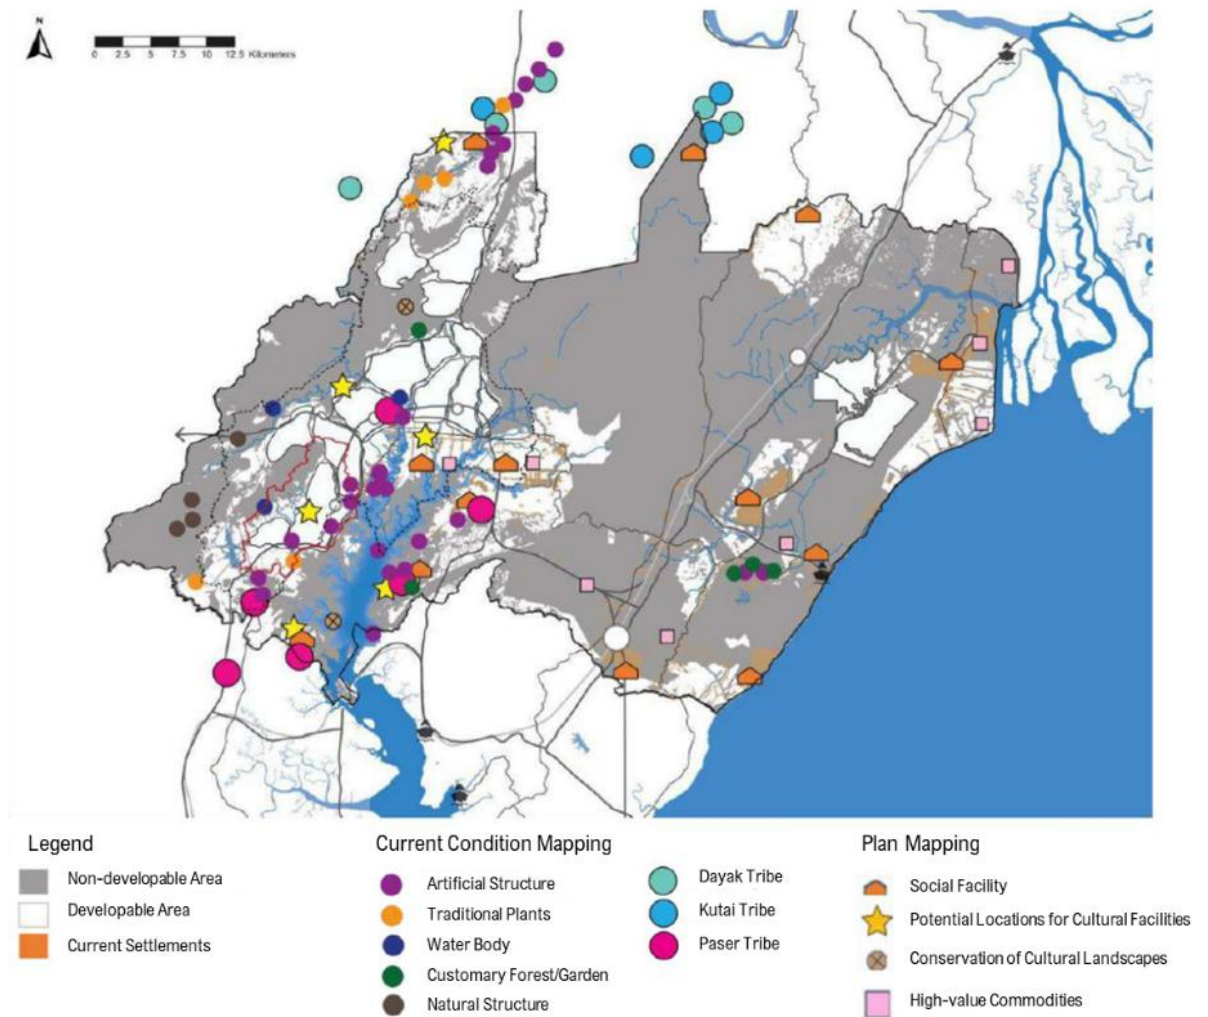 N
0 2.5 5 7.5 10 12.5 Kilometers
Legend
Non-developable Area
Developable Area
Current Settlements
Current Condition Mapping
Artificial Structure
Traditional Plants
Water Body
Customary Forest/Garden
Natural Structure
Dayak Tribe
Kutai Tribe
Paser Tribe
Plan Mapping
Social Facility
Potential Locations for Cultural Facilities
Conservation of Cultural Landscapes
High-value Commodities